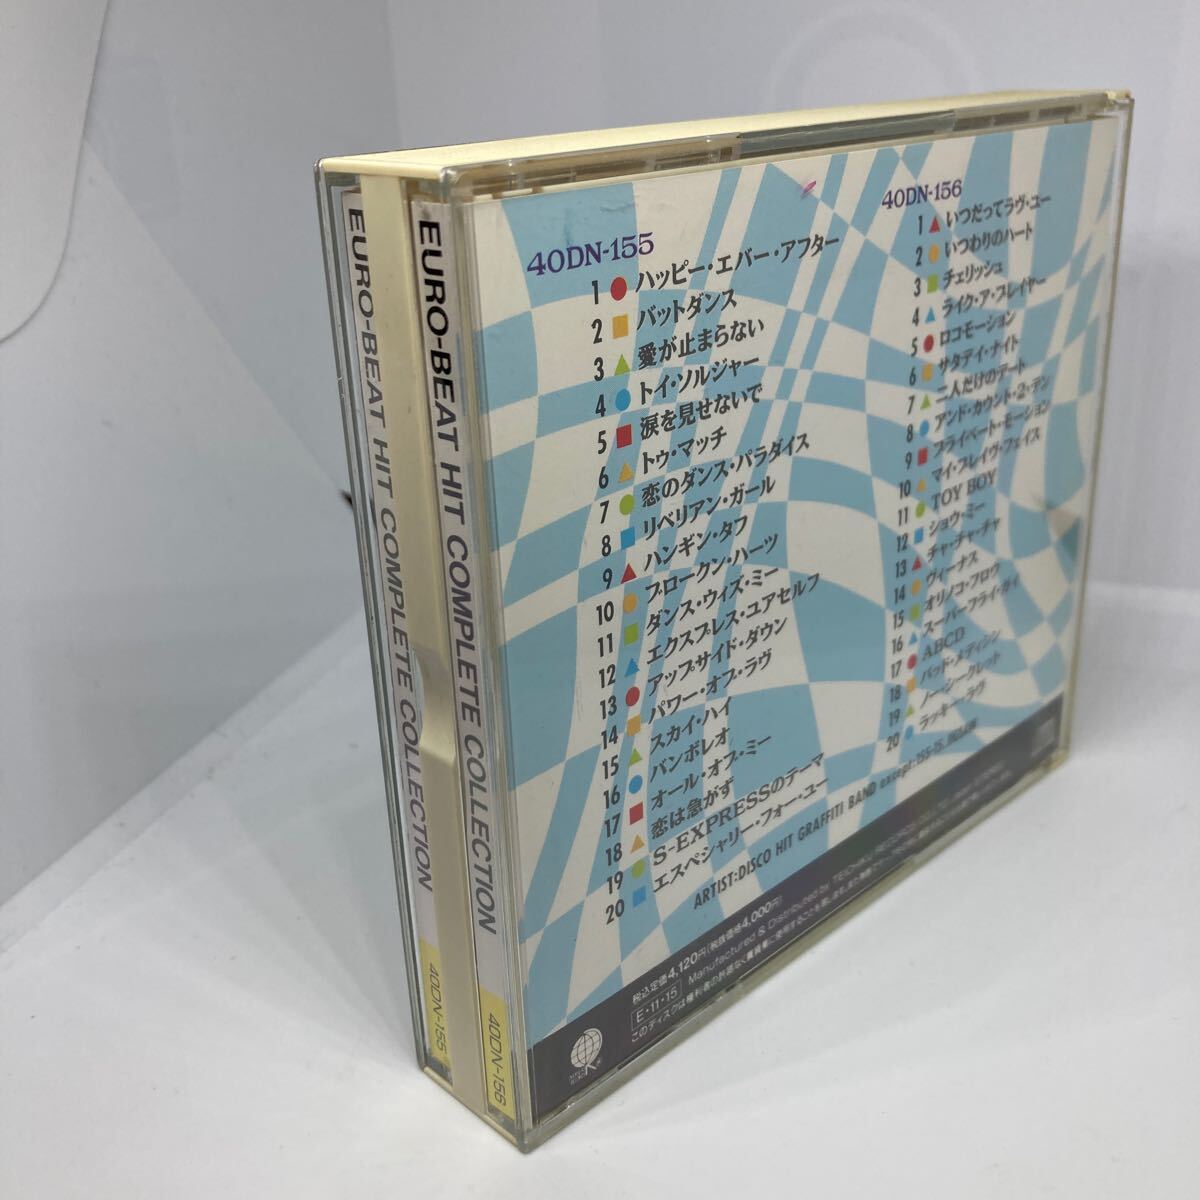 EURO-BEAT HIT COMPLETE COLLECTION
40DN-155
EURO-BEAT HIT COMPLETE COLLECTION
40DN-156
40DN-155
1 ハッピー・エバー・アフター
2 バットダンス
3 愛が止まらない
4 トイ・ソルジャー
5 涙を見せないで
6 トゥ・マッチ
7 恋のダンス・パラダイス
8 リベリアン・ガール
9 ハンギン・タフ
10 ブロークン・ハーツ
11 ダンス・ウィズ・ミー
12 エクスプレス・ユアセルフ
13 アップサイド・ダウン
14 パワー・オブ・ラヴ
15 スカイ・ハイ
16 バンボレオ
17 オール・オブ・ミー
18 恋は急がず
19 S-EXPRESSのテーマ
20 エスペシャリー・フォー・ユー
40DN-156
1 いつだってラヴ・ユー
2 いつわりのハート
3 チェリッシュ
4 ライク・ア・プレイヤー
5 ロコモーション
6 サタデイ・ナイト
7 二人だけのデート
8 アンド・カウント・2・テン
9 プライベート・モーション
10 マイ・ブレイヴ・フェイス
11 TOY BOY
12 ショウ・ミー
13 チャ・チャ・チャ
14 ヴィーナス
15 オリノコ・フロウ
16 スーパーフライ・ガイ
17 ABCD
18 バッド・メディシン
19 ノー・シークレット
20 ラッキー・ラヴ
ARTIST:DISCO HIT GRAFFITI BAND except:155-15.
税込定価4,120円(税抜価格4,000円)
E・11・15 Manufactured & Distributed by TEICHIKU RECORDS CO.,LTD.